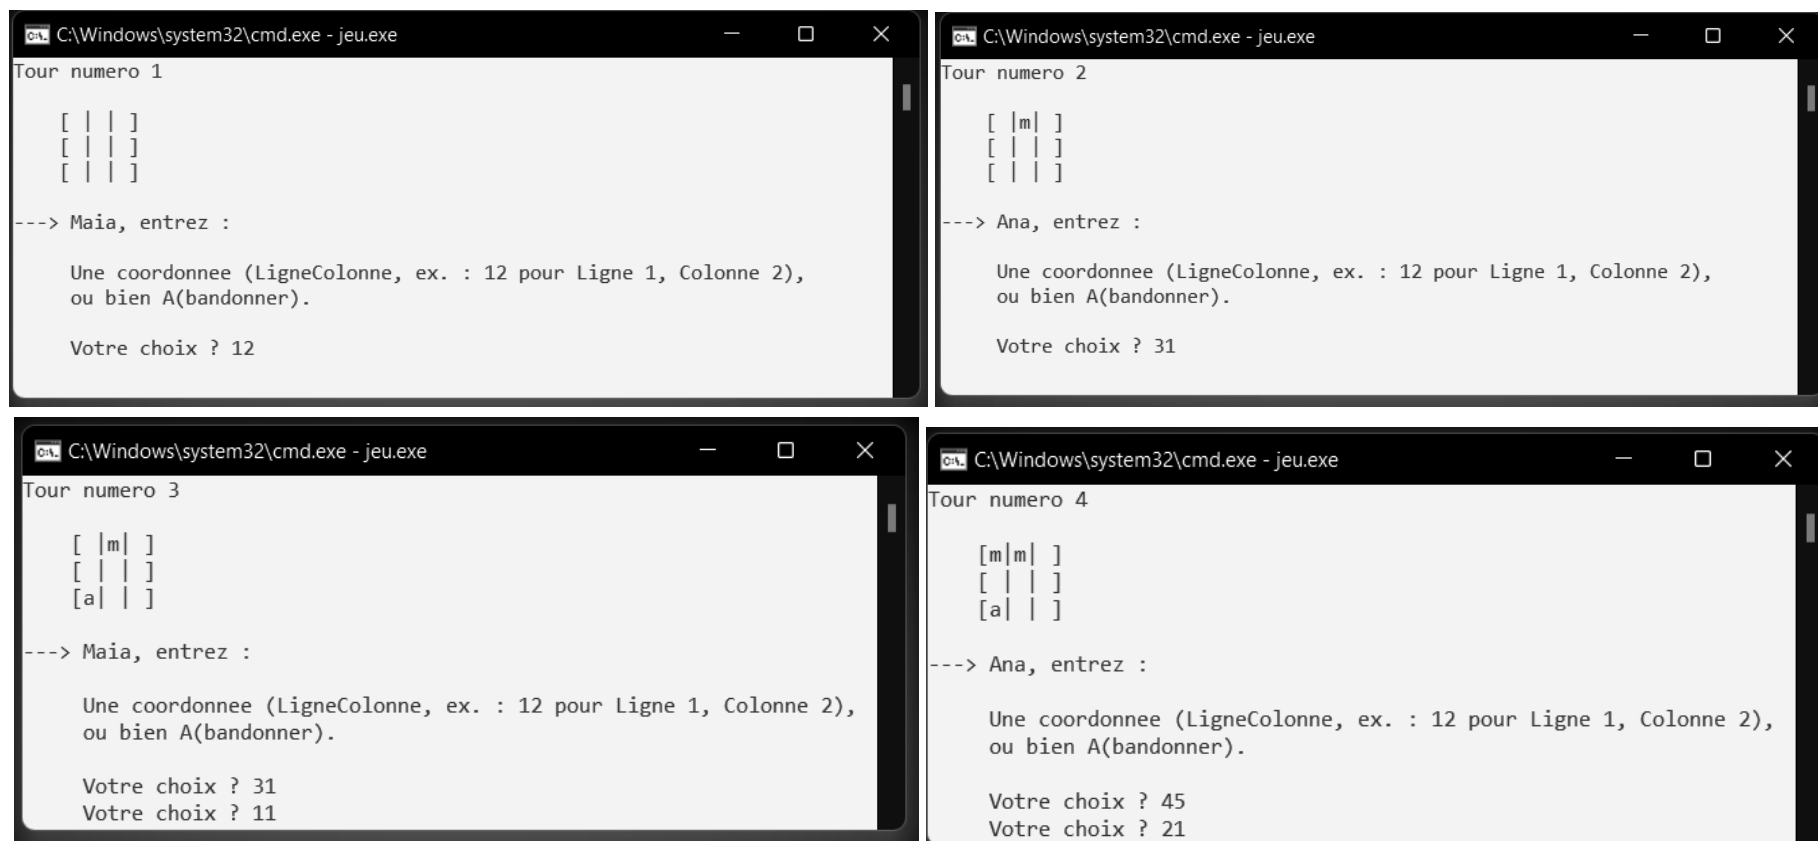 C:\Windows\system32\cmd.exe - jeu.exe
Tour numero 1
[ | | ]
[ | | ]
[ | | ]
---> Maia, entrez :
Une coordonnee (LigneColonne, ex. : 12 pour Ligne 1, Colonne 2),
ou bien A(bandonner).
Votre choix ? 12
C:\Windows\system32\cmd.exe - jeu.exe
Tour numero 2
[ |m| ]
[ | | ]
[ | | ]
---> Ana, entrez :
Une coordonnee (LigneColonne, ex. : 12 pour Ligne 1, Colonne 2),
ou bien A(bandonner).
Votre choix ? 31
C:\Windows\system32\cmd.exe - jeu.exe
Tour numero 3
[ |m| ]
[ | | ]
[a| | ]
---> Maia, entrez :
Une coordonnee (LigneColonne, ex. : 12 pour Ligne 1, Colonne 2),
ou bien A(bandonner).
Votre choix ? 31
Votre choix ? 11
C:\Windows\system32\cmd.exe - jeu.exe
Tour numero 4
[m|m| ]
[ | | ]
[a| | ]
---> Ana, entrez :
Une coordonnee (LigneColonne, ex. : 12 pour Ligne 1, Colonne 2),
ou bien A(bandonner).
Votre choix ? 45
Votre choix ? 21